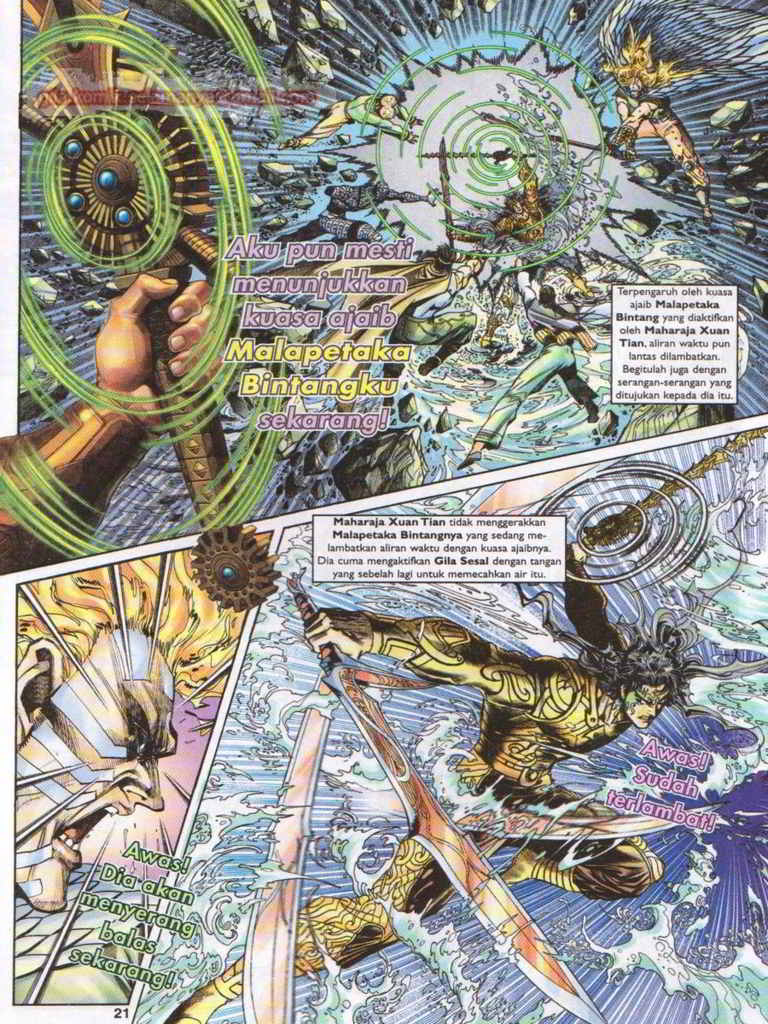 Aku pun mesti
menunjukkan
kuasa ajaib
Malapetaka
Bintangku
sekarang!
Terpengaruh oleh kuasa
ajaib Malapetaka
Bintang yang diaktifkan
oleh Maharaja Xuan
Tian, aliran waktu pun
lantas dilambatkan.
Begitulah juga dengan
serangan-serangan yang
ditujukan kepada dia itu.
Maharaja Xuan Tian tidak menggerakkan
Malapetaka Bintangnya yang sedang me-
lambatkan aliran waktu dengan kuasa ajaibnya.
Dia cuma mengaktifkan Gila Sesal dengan tangan
yang sebelah lagi untuk memecahkan air itu.
Awas!
Dia akan
menyerang
balas
sekarang!
Awas!
Sudah
terlambat!
21